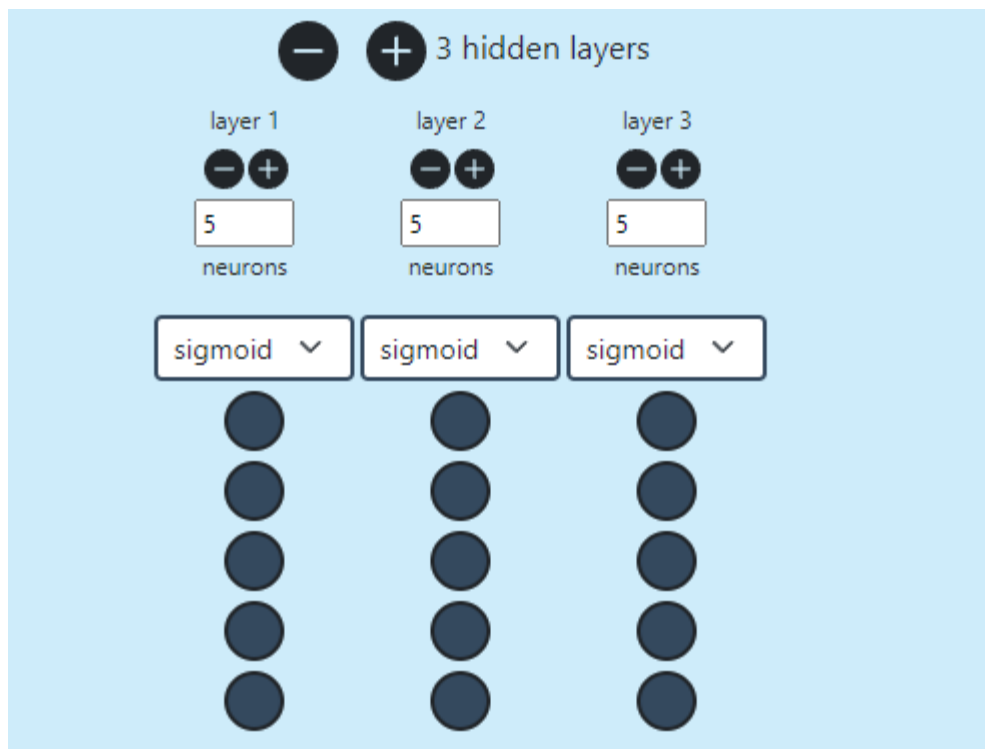 3 hidden layers
layer 1 layer 2 layer 3
5 5 5
neurons neurons neurons
sigmoid sigmoid sigmoid